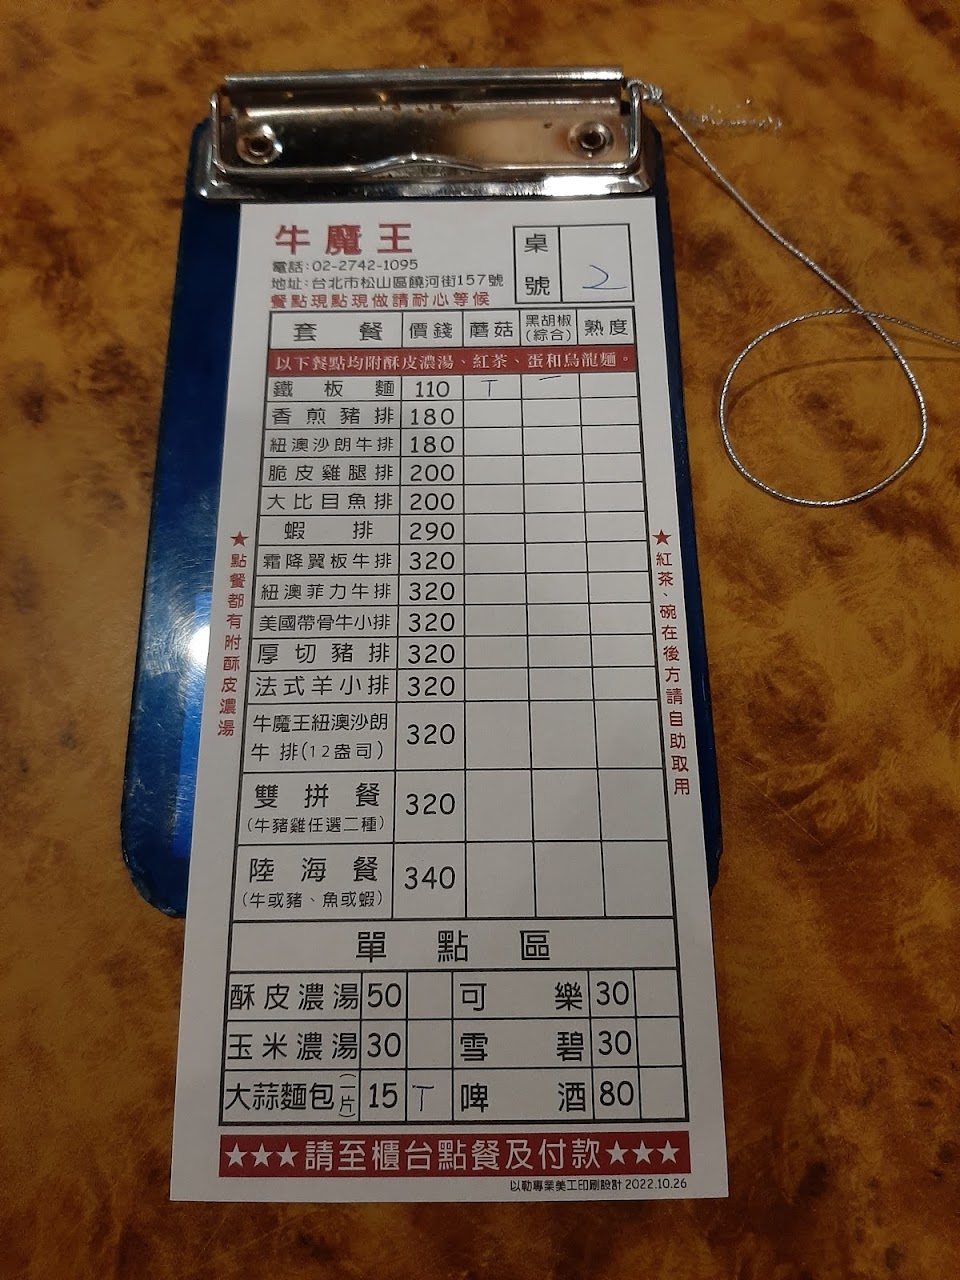 牛魔王
電話:02-2742-1095
地址:台北市松山區饒河街157號
餐點現點現做請耐心等候
桌號 2
套餐 價錢 蘑菇 黑胡椒(綜合) 熟度
以下餐點均附酥皮濃湯、紅茶、蛋和烏龍麵。
鐵板麵 110 T 一
香煎豬排 180
紐澳沙朗牛排 180
脆皮雞腿排 200
大比目魚排 200
蝦排 290
霜降翼板牛排 320
紐澳菲力牛排 320
美國帶骨牛小排 320
厚切豬排 320
法式羊小排 320
牛魔王紐澳沙朗
牛排(12盎司) 320
雙拼餐 320
(牛豬雞任選二種)
陸海餐 340
(牛或豬、魚或蝦)
★點餐都有附酥皮濃湯
★紅茶、碗在後方請自助取用
單點區
酥皮濃湯 50 可樂 30
玉米濃湯 30 雪碧 30
大蒜麵包(一片) 15 T 啤酒 80
★★★請至櫃台點餐及付款★★★
以勒專業美工印刷設計 2022.10.26